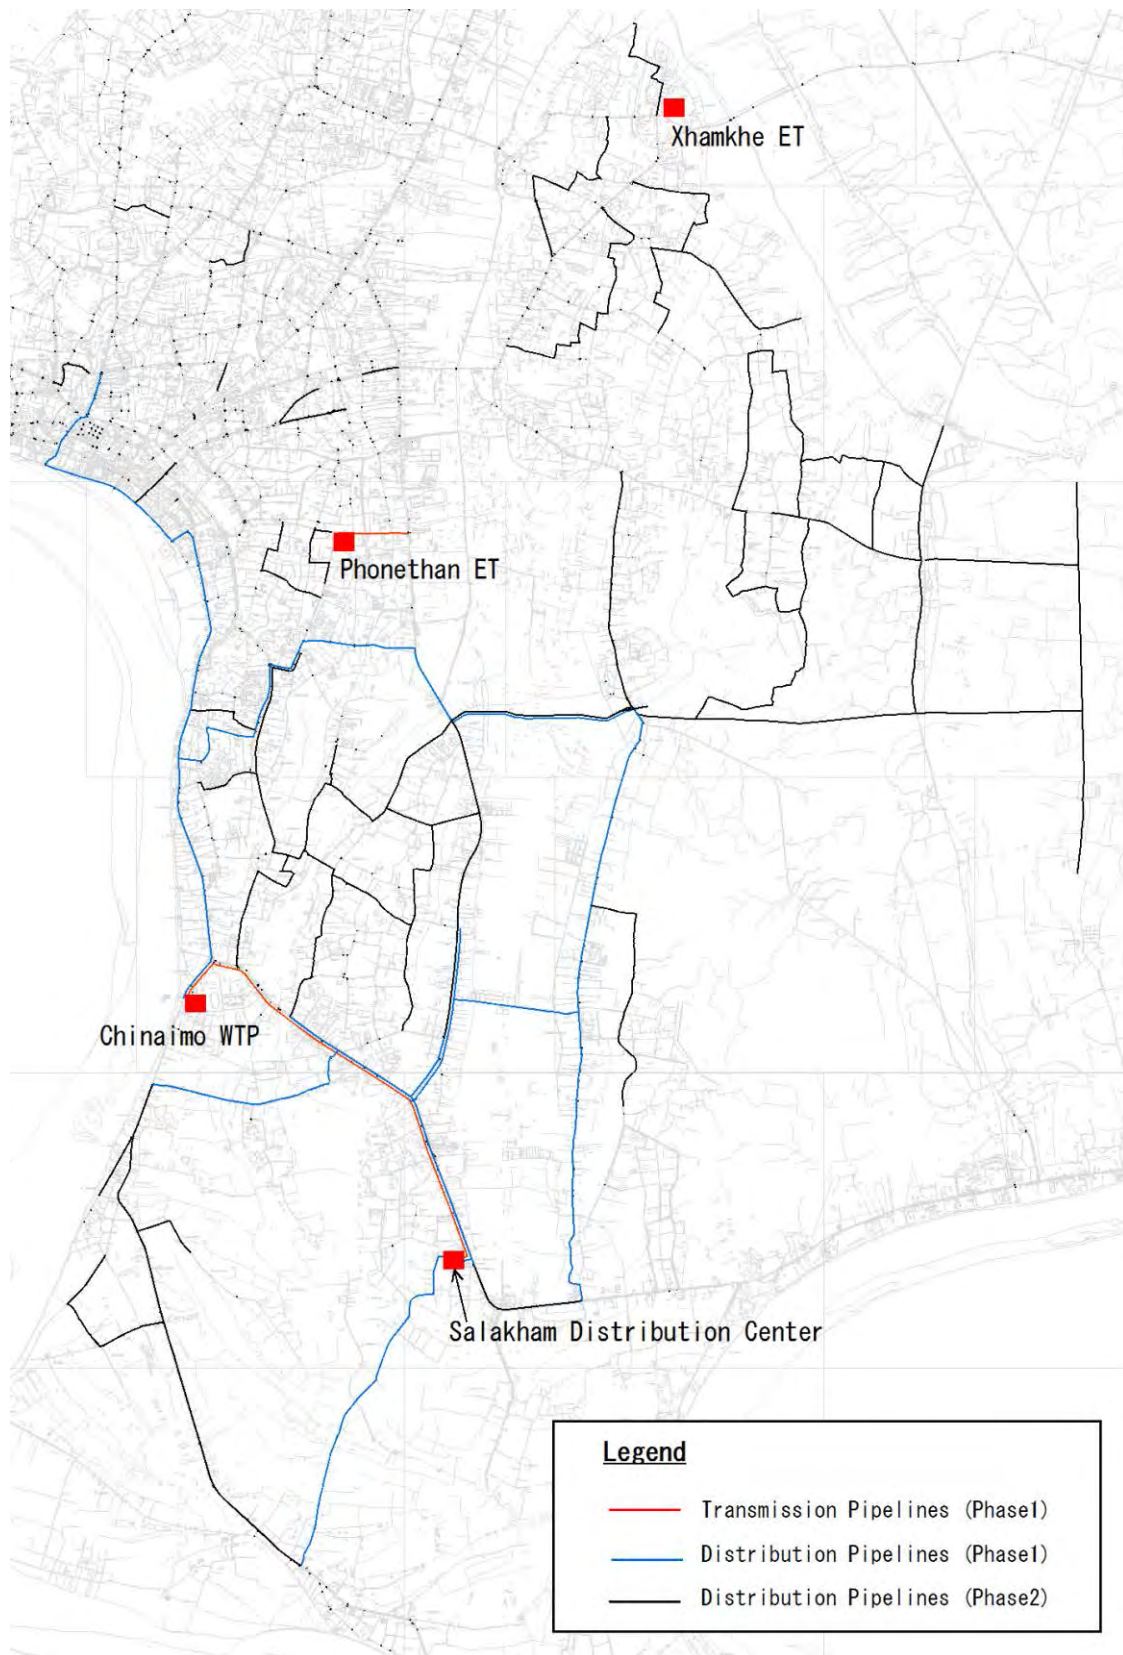 Xhamkhe ET
Phonethan ET
Chinaimo WTP
Salakham Distribution Center
Legend
Transmission Pipelines (Phase1)
Distribution Pipelines (Phase1)
Distribution Pipelines (Phase2)